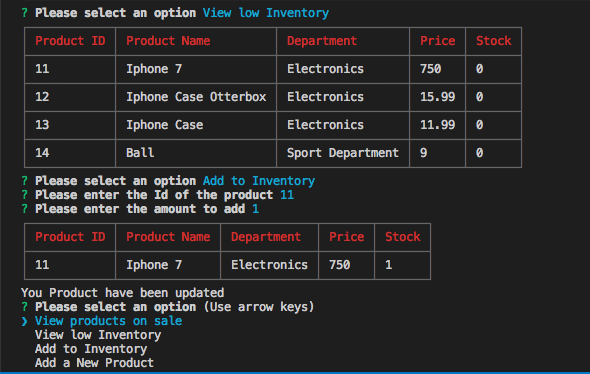 ? Please select an option View low Inventory
Product ID Product Name Department Price Stock
11 Iphone 7 Electronics 750 0
12 Iphone Case Otterbox Electronics 15.99 0
13 Iphone Case Electronics 11.99 0
14 Ball Sport Department 9 0
? Please select an option Add to Inventory
? Please enter the Id of the product 11
? Please enter the amount to add 1
Product ID Product Name Department Price Stock
11 Iphone 7 Electronics 750 1
You Product have been updated
? Please select an option (Use arrow keys)
❯ View products on sale
View low Inventory
Add to Inventory
Add a New Product